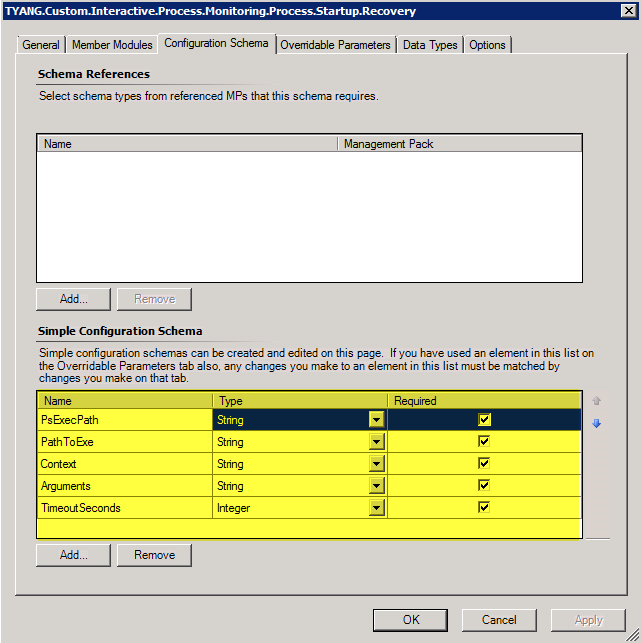 TYANG.Custom.Interactive.Process.Monitoring.Process.Startup.Recovery
General Member Modules Configuration Schema Overridable Parameters Data Types Options
Schema References
Select schema types from referenced MPs that this schema requires.
Name Management Pack
Add... Remove
Simple Configuration Schema
Simple configuration schemas can be created and edited on this page. If you have used an element in this list on
the Overridable Parameters tab also, any changes you make to an element in this list must be matched by
changes you make on that tab.
Name Type Required
PsExecPath String
PathToExe String
Context String
Arguments String
TimeoutSeconds Integer
Add... Remove
OK Cancel Apply